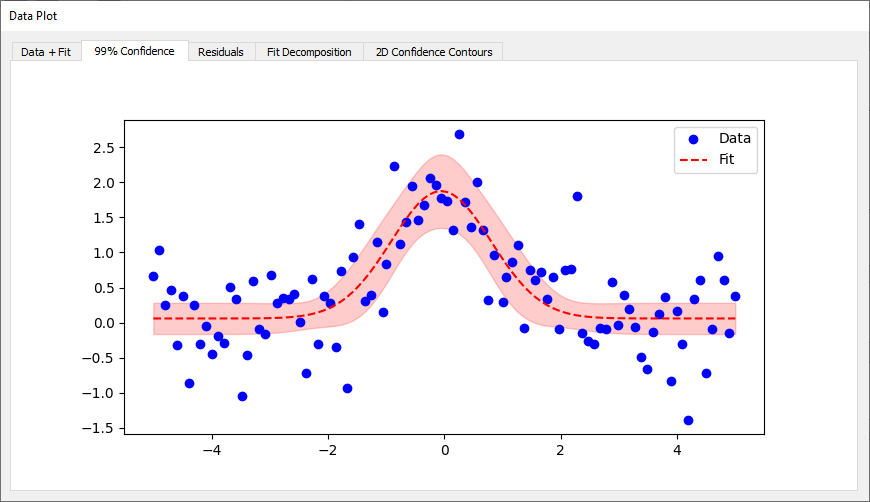 Data Plot
Data + Fit 99% Confidence Residuals Fit Decomposition 2D Confidence Contours
Data
Fit
2.5
2.0
1.5
1.0
0.5
0.0
−0.5
−1.0
−1.5
−4 −2 0 2 4